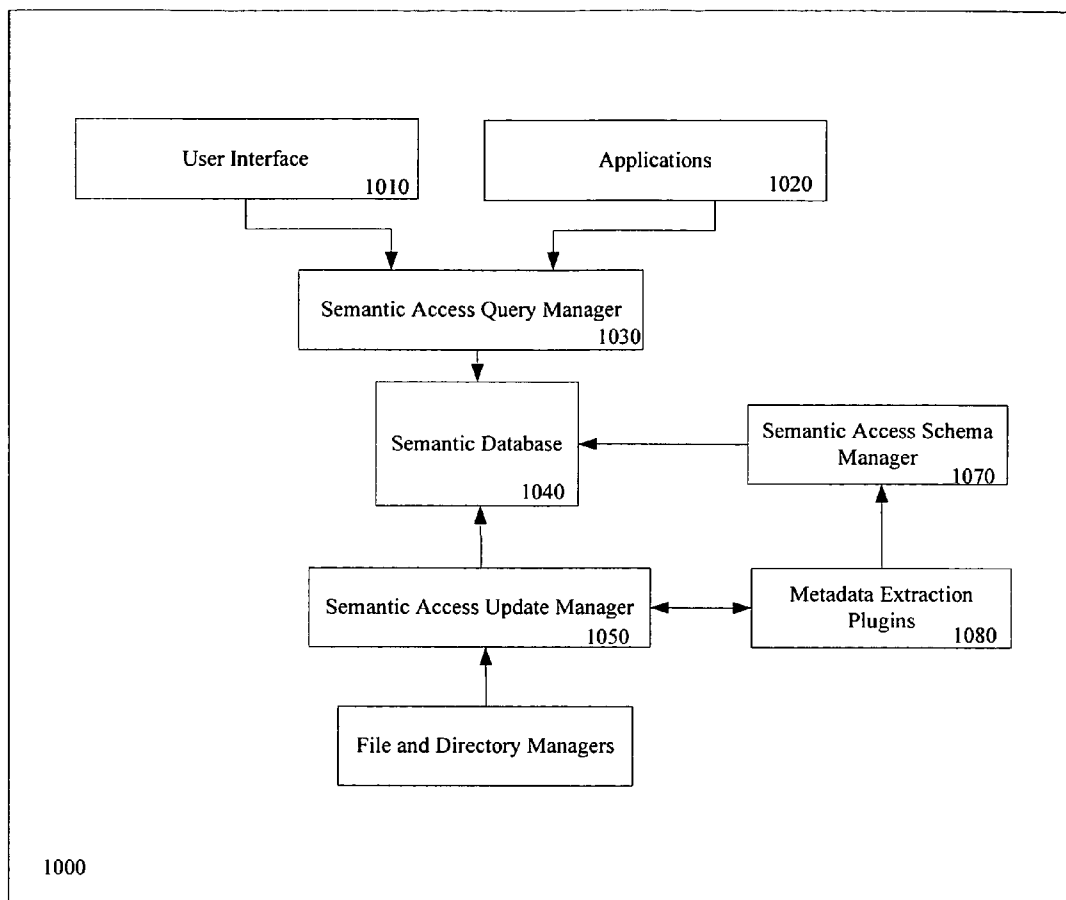 User Interface
1010
Applications
1020
Semantic Access Query Manager
1030
Semantic Database
1040
Semantic Access Schema
Manager
1070
Semantic Access Update Manager
1050
Metadata Extraction
Plugins
1080
File and Directory Managers
1000